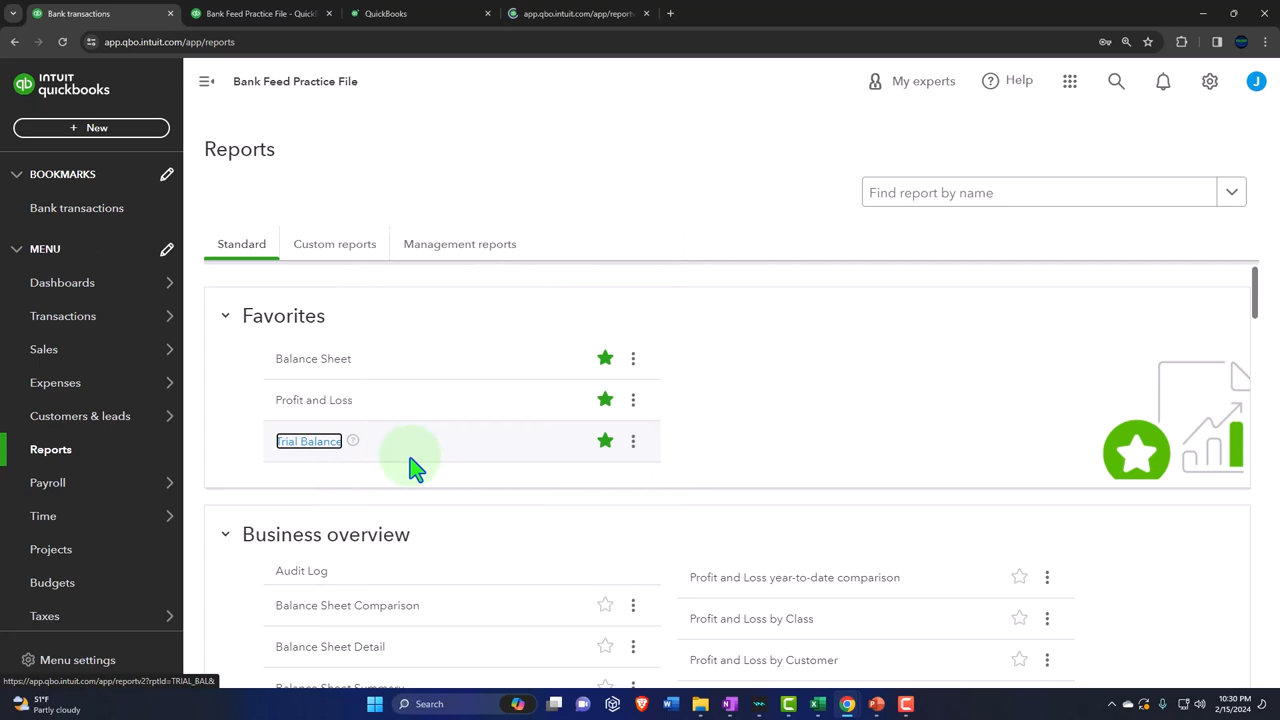 Bank transactions
Bank Feed Practice File - QuickB
QuickBooks
app.qbo.intuit.com/app/report
app.qbo.intuit.com/app/reports
INTUIT
quickbooks
Bank Feed Practice File
My experts
Help
J
+ New
Reports
BOOKMARKS
Find report by name
Bank transactions
MENU
Standard
Custom reports
Management reports
Dashboards
Transactions
Favorites
Sales
Balance Sheet
Expenses
Profit and Loss
Customers & leads
Trial Balance
Reports
Payroll
Time
Business overview
Projects
Audit Log
Profit and Loss year-to-date comparison
Budgets
Balance Sheet Comparison
Profit and Loss by Class
Taxes
Balance Sheet Detail
Profit and Loss by Customer
Menu settings
Balance Sheet Summary
https://app.qbo.intuit.com/app/reportv2?rptId=TRIAL_BAL&
51°F
Partly cloudy
Search
10:30 PM
2/15/2024